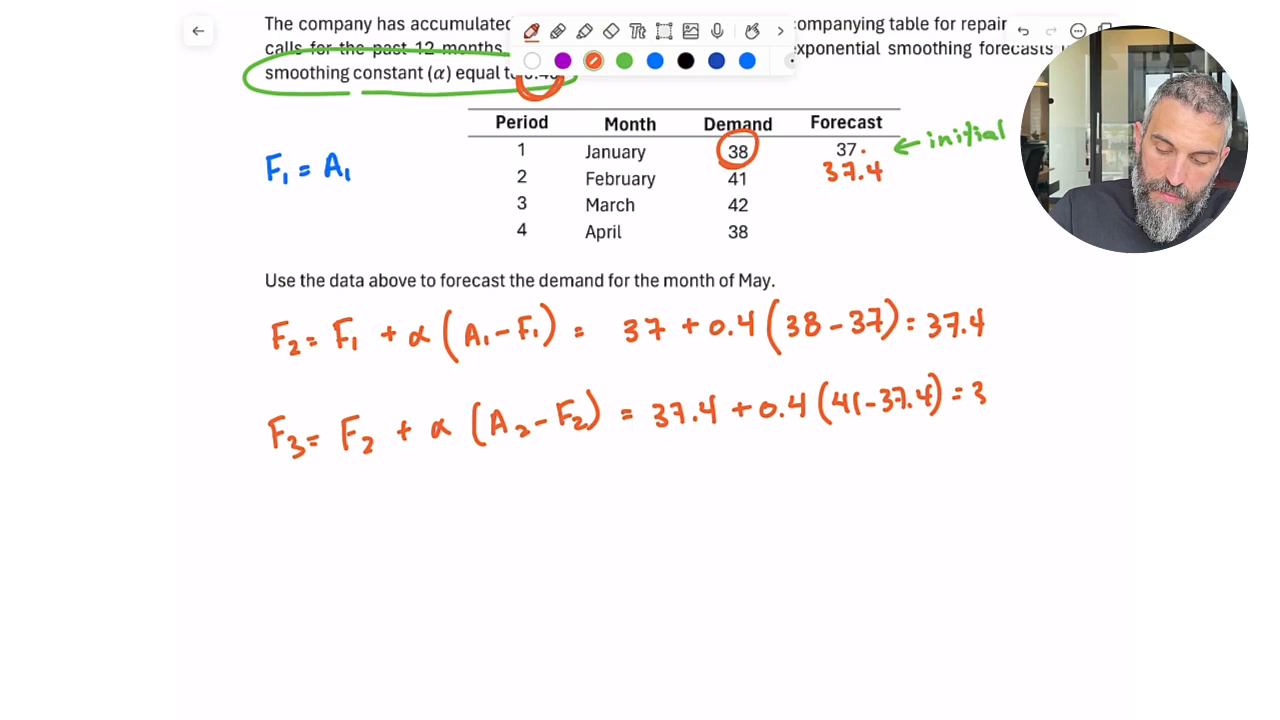 The company has accumulated ompanying table for repair
calls for the past 12 months exponential smoothing forecasts
smoothing constant (α) equal to
Period Month Demand Forecast
1 January 38 37. ← initial
F₁ = A₁
2 February 41 37.4
3 March 42
4 April 38
Use the data above to forecast the demand for the month of May.
F₂ = F₁ + α (A₁ - F₁) = 37 + 0.4 (38 - 37) = 37.4
F₃ = F₂ + α (A₂ - F₂) = 37.4 + 0.4 (41 - 37.4) = 3